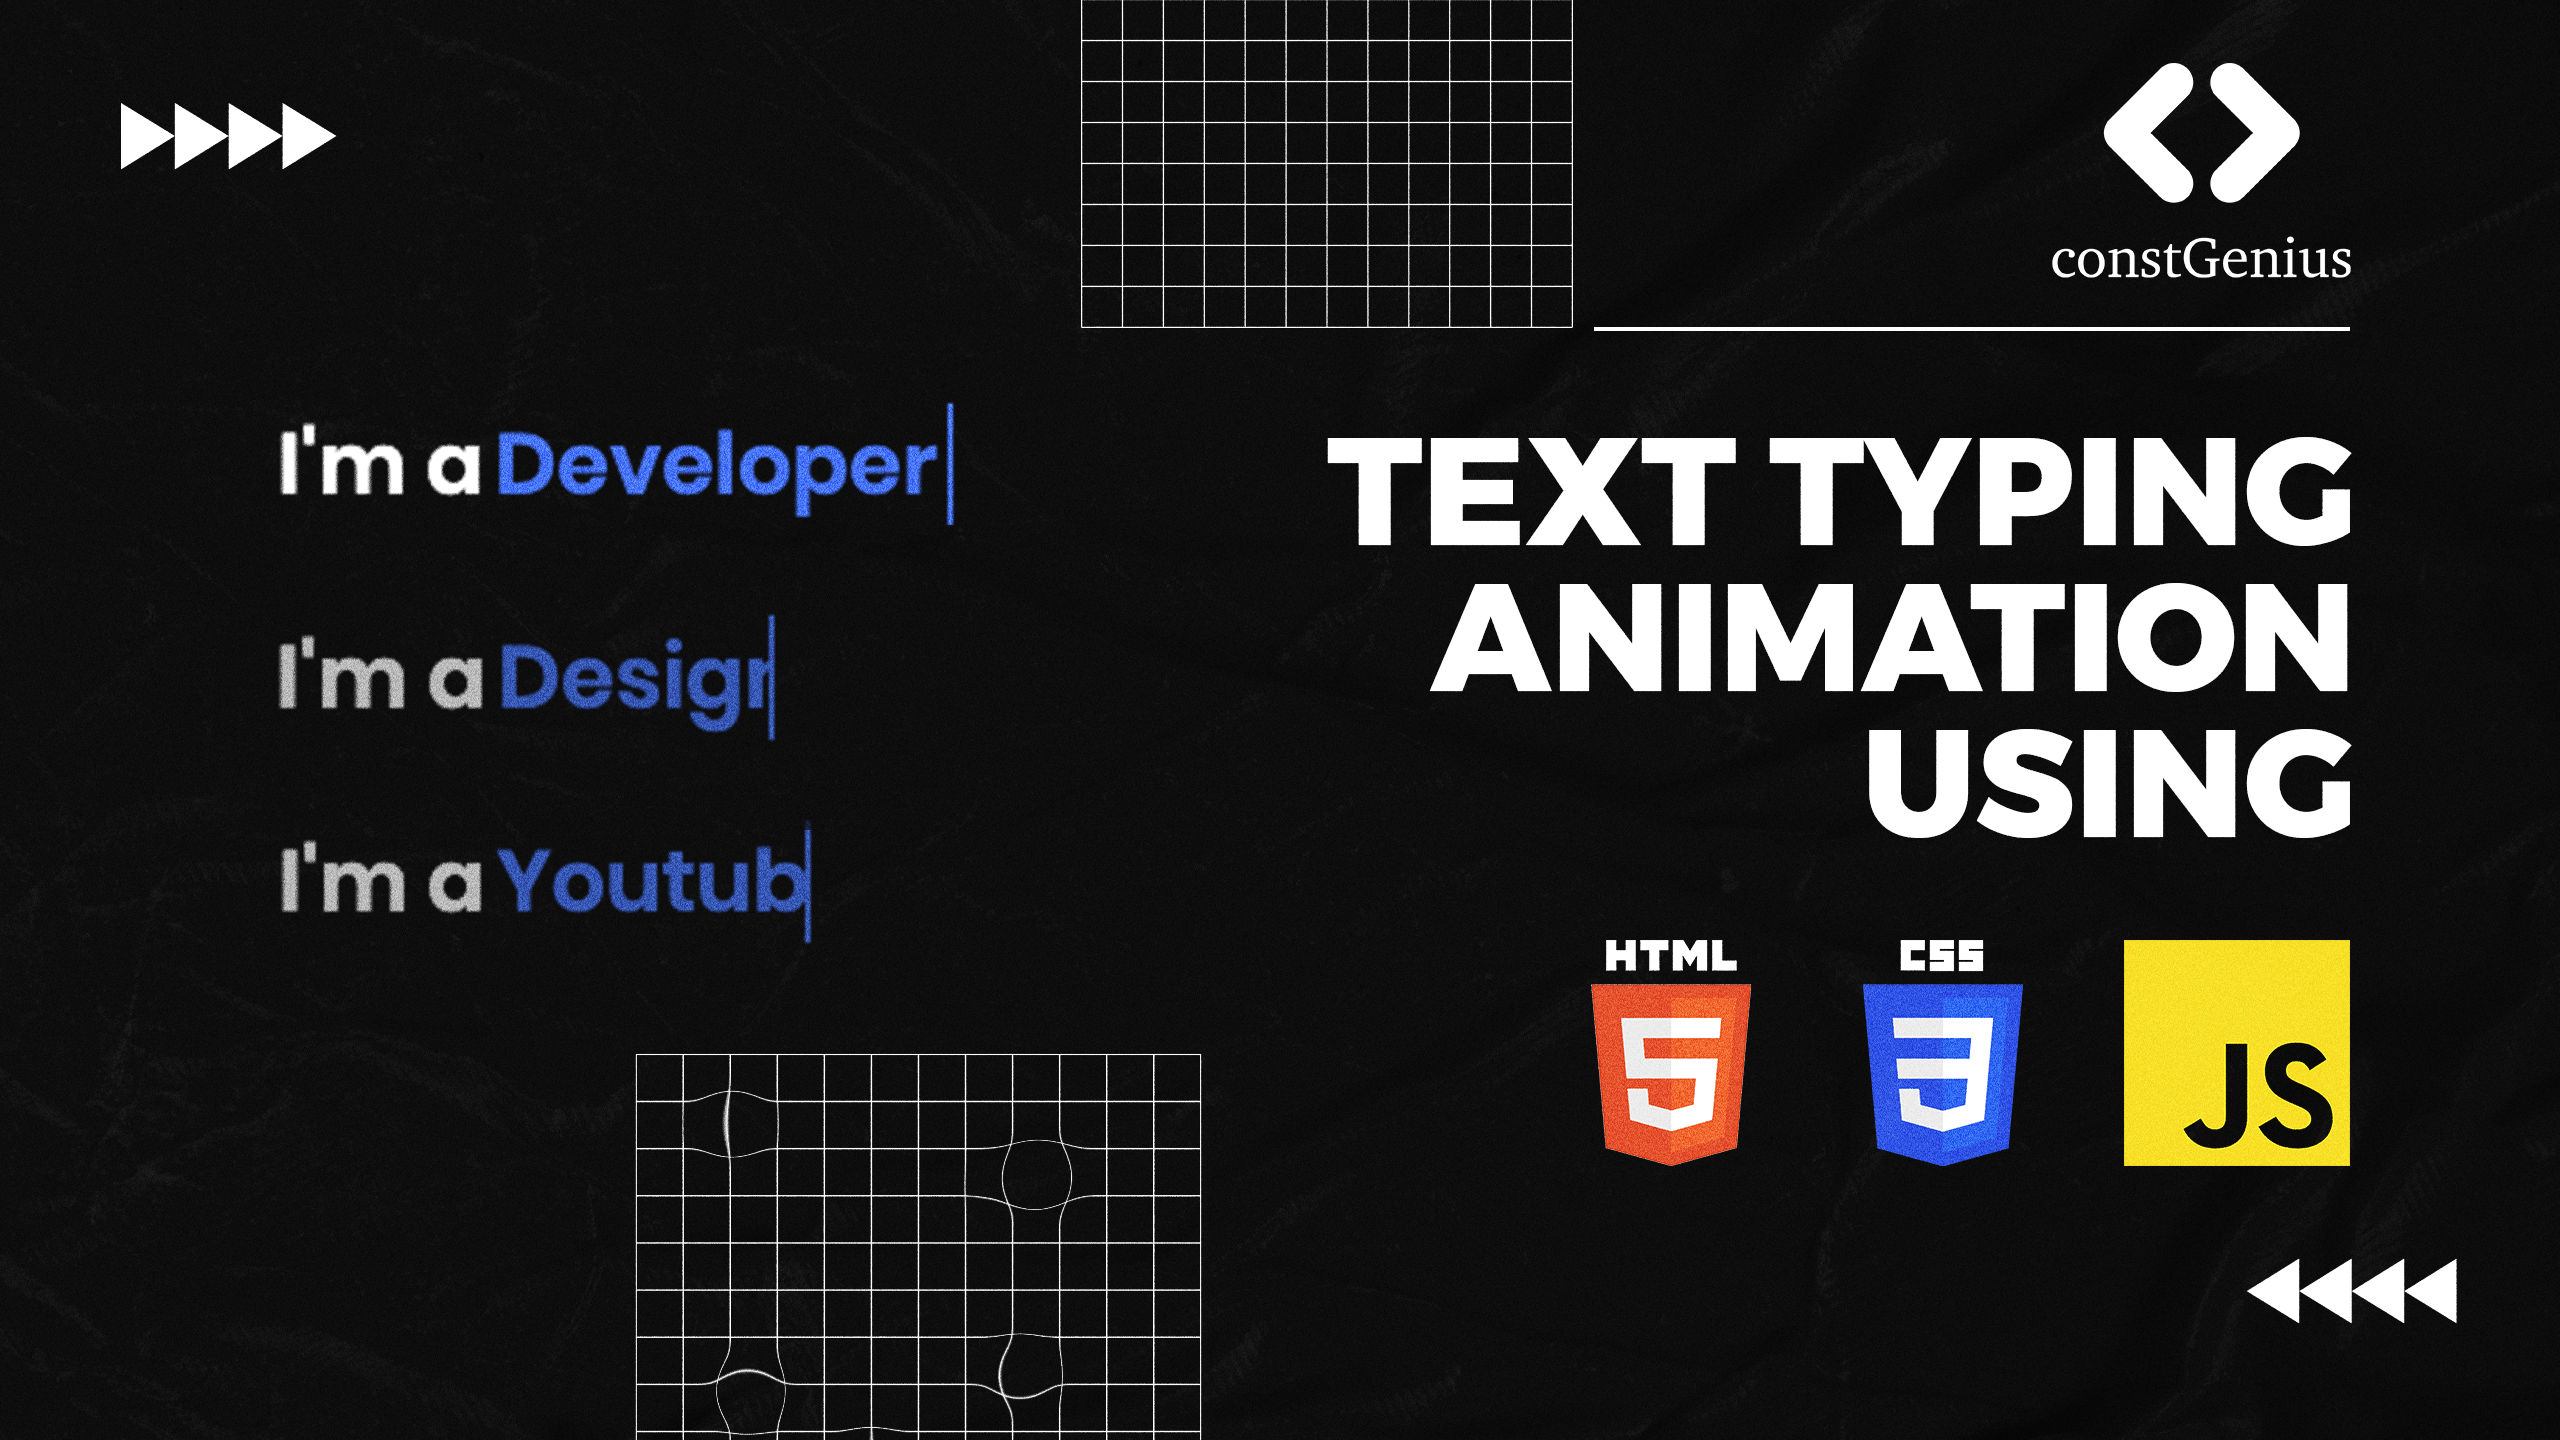 constGenius
I'm a Developer
I'm a Design
I'm a Youtub
TEXT TYPING
ANIMATION
USING
HTML
CSS
5
3
JS